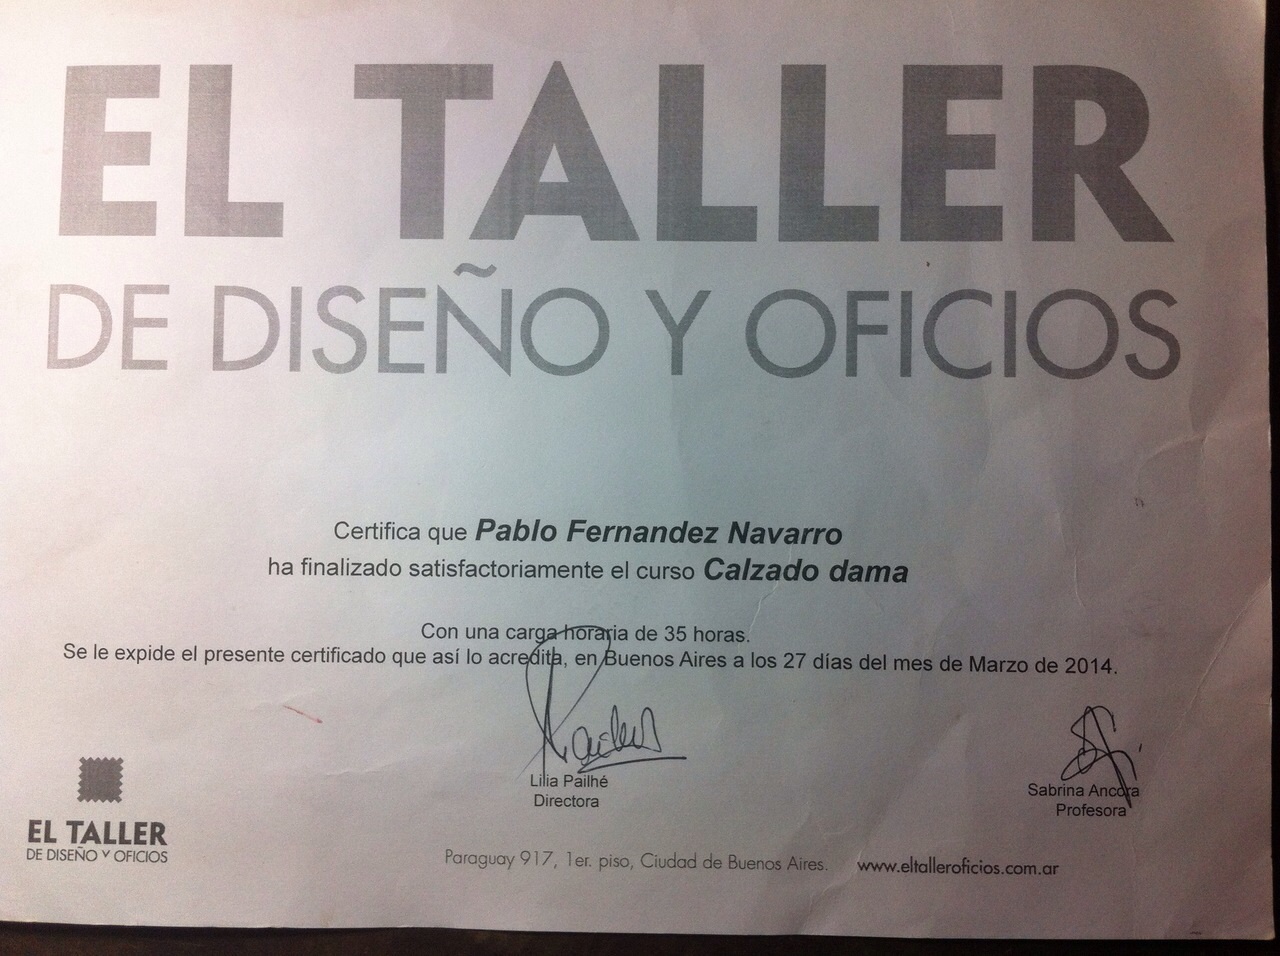 EL TALLER
DE DISEÑO Y OFICIOS
Certifica que Pablo Fernandez Navarro
ha finalizado satisfactoriamente el curso Calzado dama
Con una carga horaria de 35 horas.
Se le expide el presente certificado que así lo acredita, en Buenos Aires a los 27 días del mes de Marzo de 2014.
Lilia Pailhé
Directora
Sabrina Ancora
Profesora
EL TALLER
DE DISEÑO Y OFICIOS
Paraguay 917, 1er. piso, Ciudad de Buenos Aires. www.eltalleroficios.com.ar